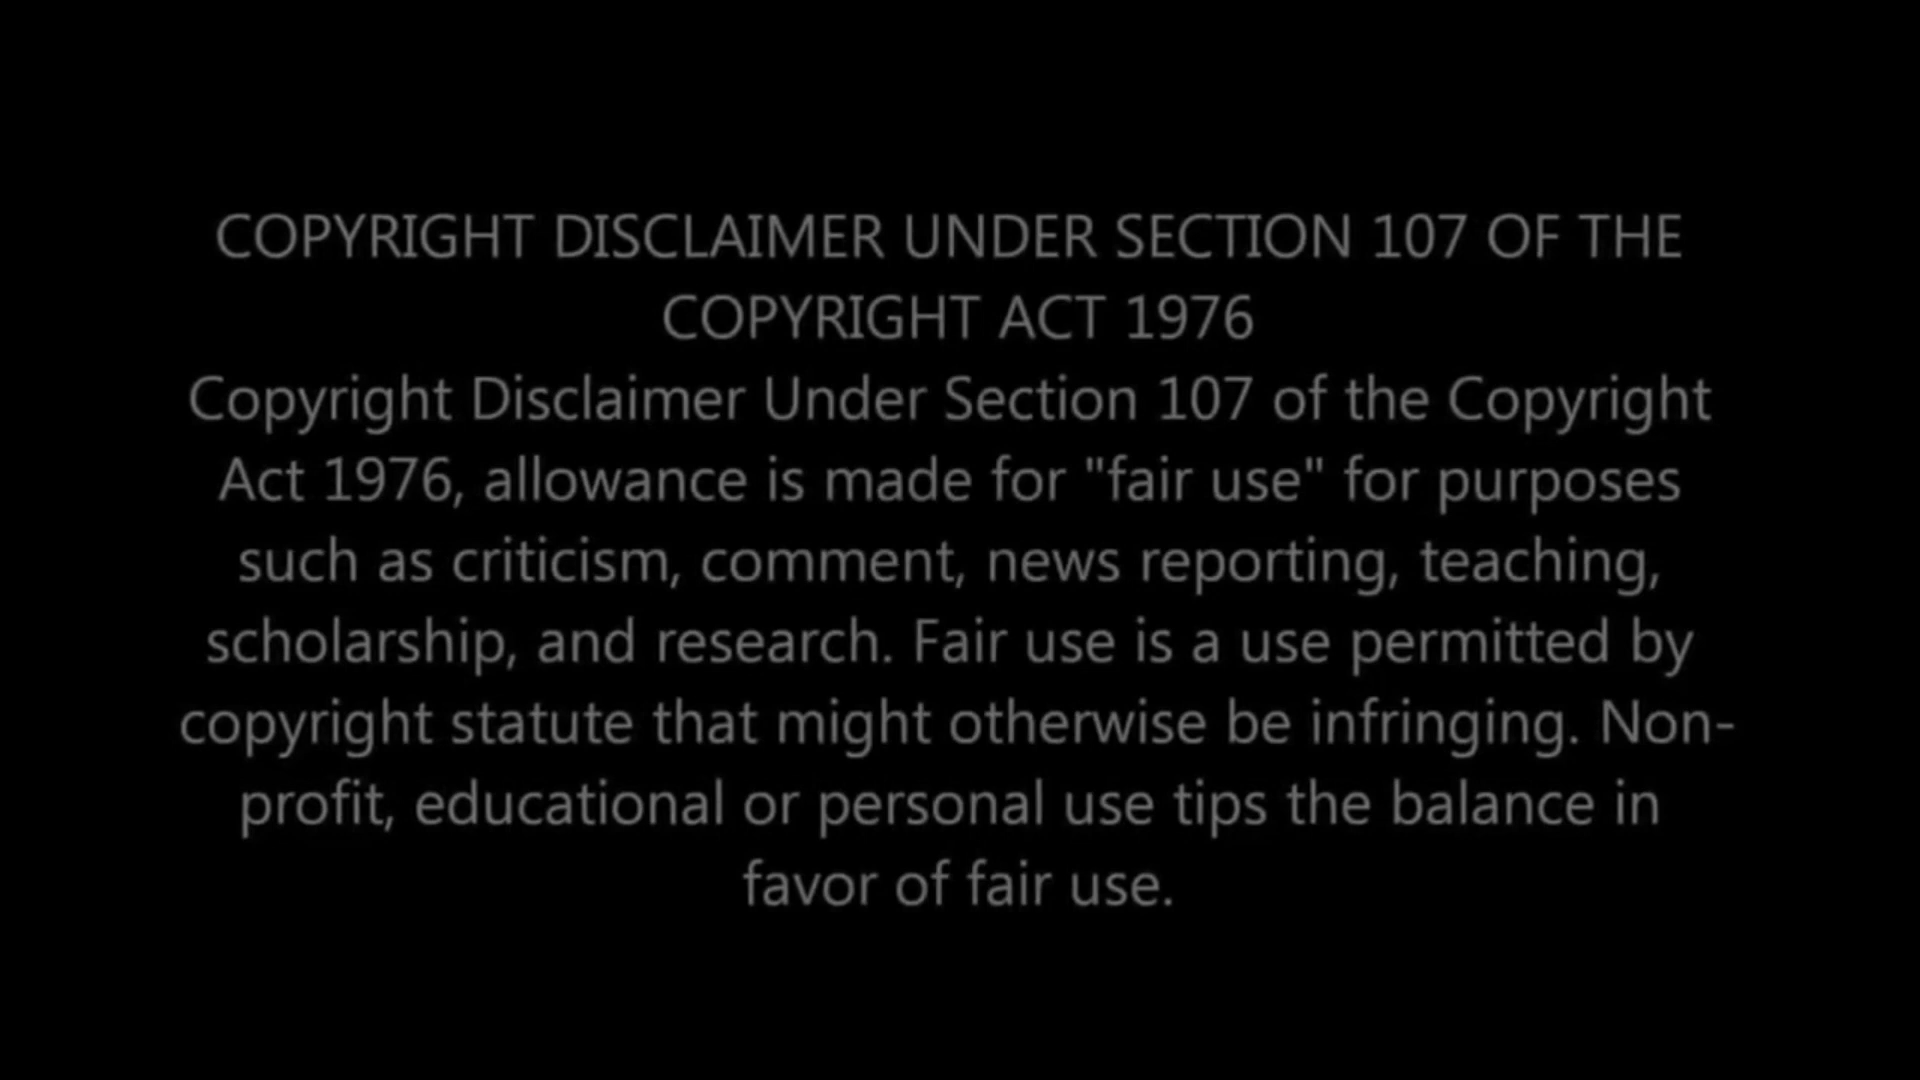 COPYRIGHT DISCLAIMER UNDER SECTION 107 OF THE
COPYRIGHT ACT 1976
Copyright Disclaimer Under Section 107 of the Copyright
Act 1976, allowance is made for "fair use" for purposes
such as criticism, comment, news reporting, teaching,
scholarship, and research. Fair use is a use permitted by
copyright statute that might otherwise be infringing. Non-
profit, educational or personal use tips the balance in
favor of fair use.